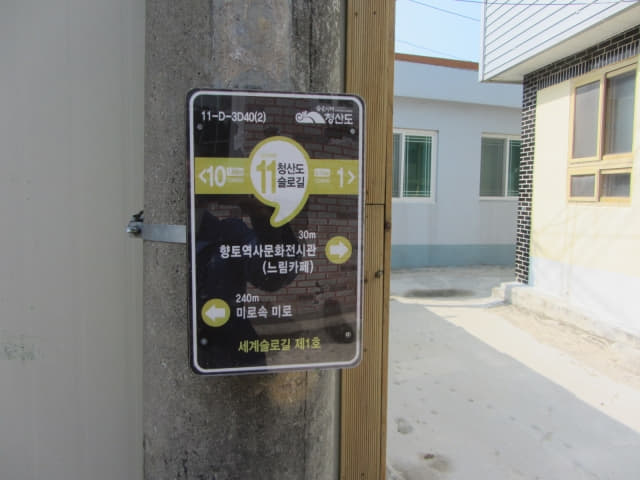 11-D-3D40(2)
청산도
<10
11
청산도
슬로길
1>
30m
향토역사문화전시관
(느림카페)
240m
미로속 미로
세계슬로길 제1호